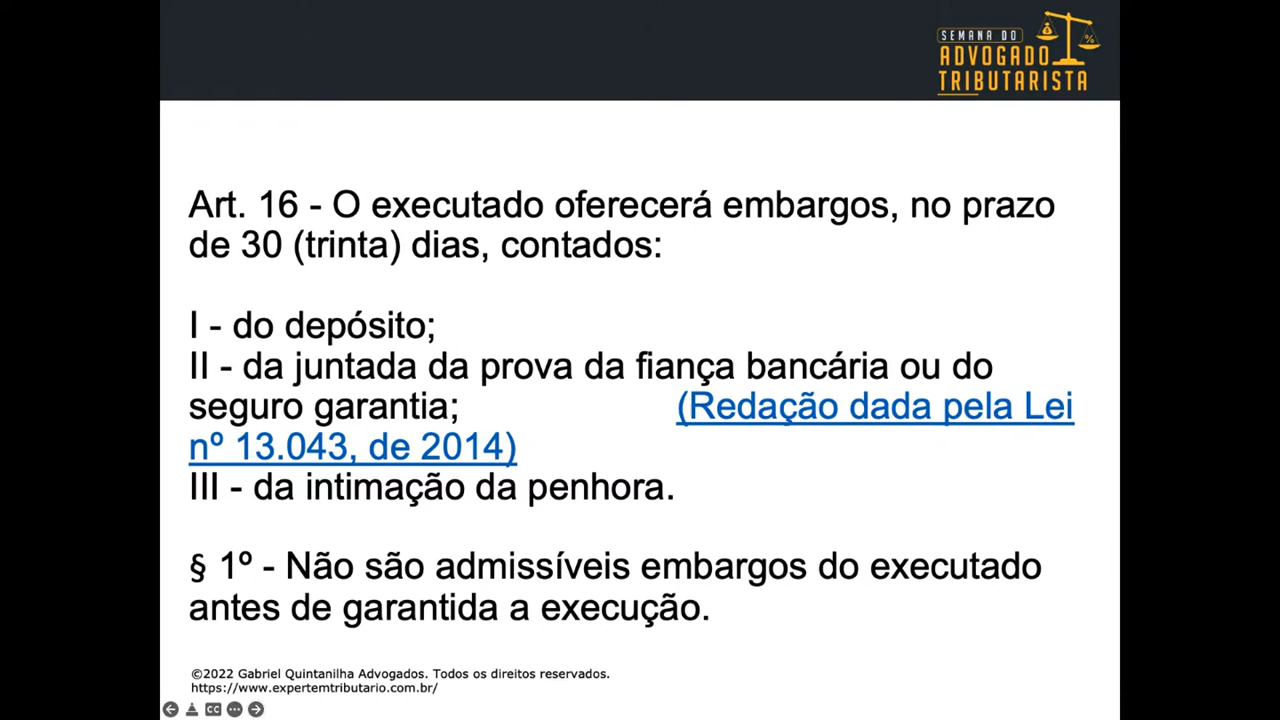 SEMANA DO
ADVOGADO
TRIBUTARISTA
%
Art. 16 - O executado oferecerá embargos, no prazo
de 30 (trinta) dias, contados:
I - do depósito;
II - da juntada da prova da fiança bancária ou do
seguro garantia; (Redação dada pela Lei
nº 13.043, de 2014)
III - da intimação da penhora.
§ 1º - Não são admissíveis embargos do executado
antes de garantida a execução.
©2022 Gabriel Quintanilha Advogados. Todos os direitos reservados.
https://www.expertemtributario.com.br/
CC